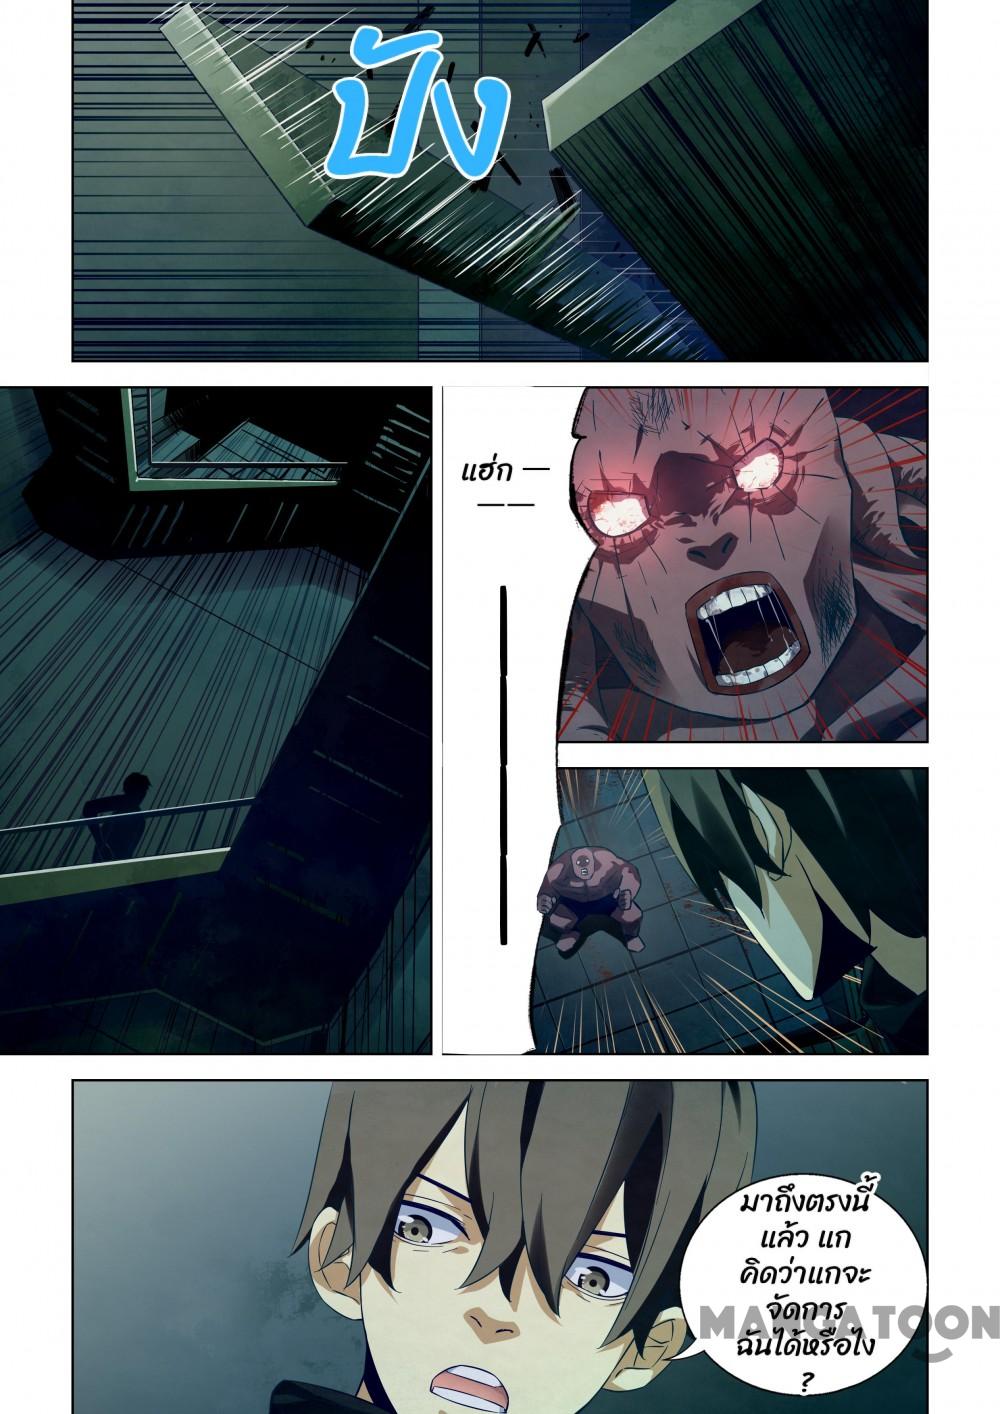 ปัง
แฮ่ก —
——
—————
มาถึงตรงนี้
แล้ว แก
คิดว่าแกจะ
จัดการ
ฉันได้หรือไง
?
MANGATOON